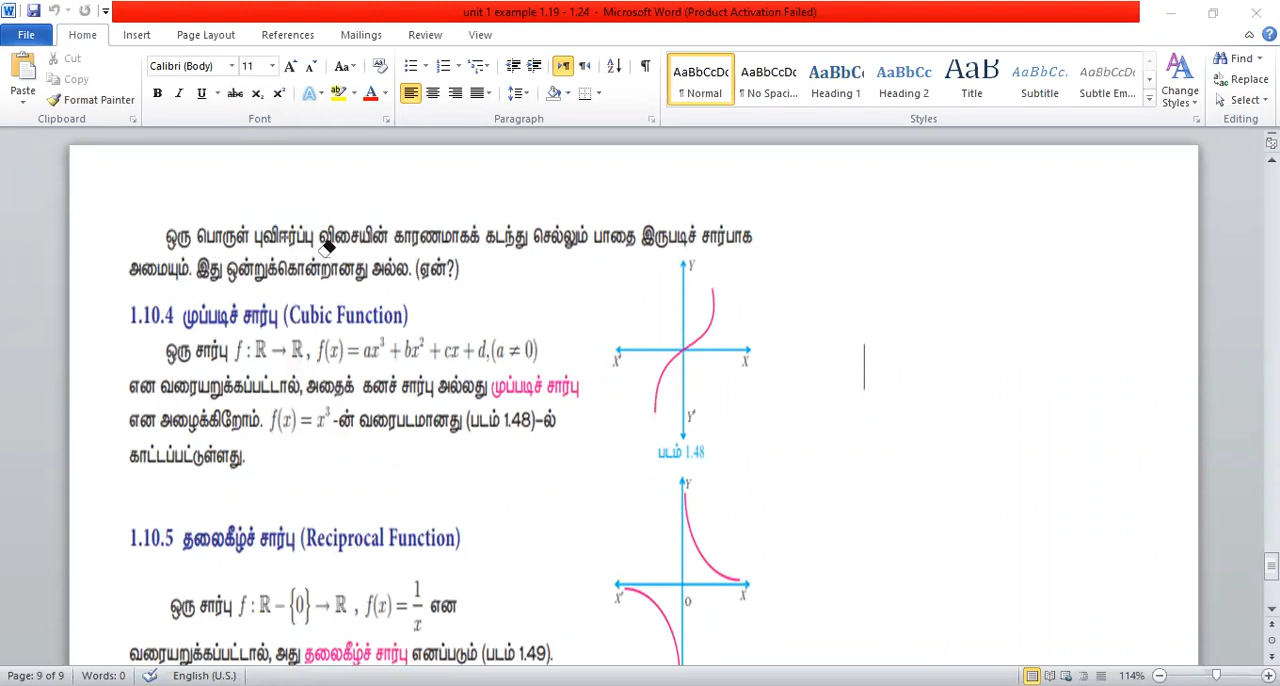 unit 1 example 1.19 - 1.24 - Microsoft Word (Product Activation Failed)
File Home Insert Page Layout References Mailings Review View
Cut
Copy
Format Painter
Paste
Clipboard
Calibri (Body) 11
Font
Paragraph
AaBbCcDc AaBbCcDc AaBbC AaBbCc AaB AaBbCc. AaBbCcDc
¶ Normal ¶ No Spaci... Heading 1 Heading 2 Title Subtitle Subtle Em...
Change Styles
Styles
Find
Replace
Select
Editing
ஒரு பொருள் புவிஈர்ப்பு விசையின் காரணமாகக் கடந்து செல்லும் பாதை இருபடிச் சார்பாக
அமையும். இது ஒன்றுக்கொன்றானது அல்ல. (ஏன்?)
1.10.4 முப்படிச் சார்பு (Cubic Function)
ஒரு சார்பு f : ℝ → ℝ, f(x) = ax³ + bx² + cx + d, (a ≠ 0)
என வரையறுக்கப்பட்டால், அதைக் கனச் சார்பு அல்லது முப்படிச் சார்பு
என அழைக்கிறோம். f(x) = x³ -ன் வரைபடமானது (படம் 1.48)–ல்
காட்டப்பட்டுள்ளது.
Y
X' X
Y'
படம் 1.48
1.10.5 தலைகீழ்ச் சார்பு (Reciprocal Function)
ஒரு சார்பு f : ℝ − {0} → ℝ , f(x) = 1/x என
வரையறுக்கப்பட்டால், அது தலைகீழ்ச் சார்பு எனப்படும் (படம் 1.49).
Y
X' O X
Page: 9 of 9 Words: 0 English (U.S.) 114%